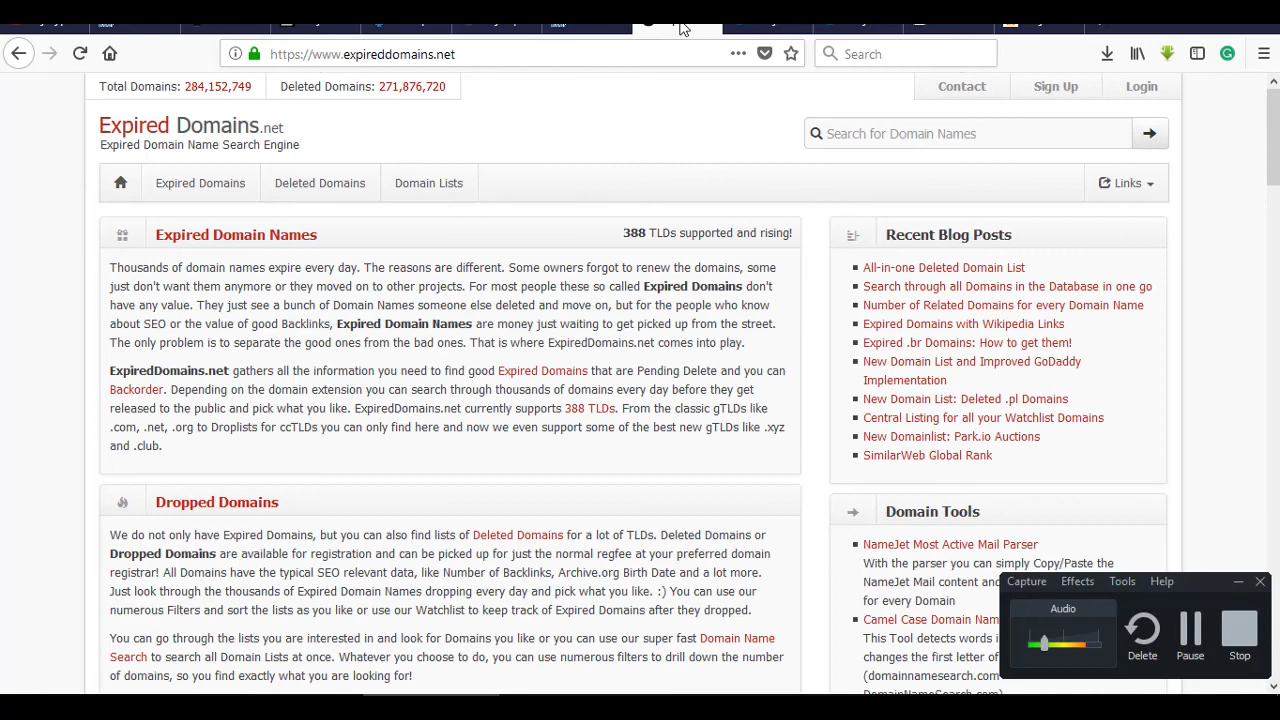 https://www.expireddomains.net
Search
Total Domains: 284,152,749
Deleted Domains: 271,876,720
Contact
Sign Up
Login
Expired Domains.net
Expired Domain Name Search Engine
Search for Domain Names
Expired Domains
Deleted Domains
Domain Lists
Links
Expired Domain Names
388 TLDs supported and rising!
Thousands of domain names expire every day. The reasons are different. Some owners forgot to renew the domains, some
just don't want them anymore or they moved on to other projects. For most people these so called Expired Domains don't
have any value. They just see a bunch of Domain Names someone else deleted and move on, but for the people who know
about SEO or the value of good Backlinks, Expired Domain Names are money just waiting to get picked up from the street.
The only problem is to separate the good ones from the bad ones. That is where ExpiredDomains.net comes into play.
ExpiredDomains.net gathers all the information you need to find good Expired Domains that are Pending Delete and you can
Backorder. Depending on the domain extension you can search through thousands of domains every day before they get
released to the public and pick what you like. ExpiredDomains.net currently supports 388 TLDs. From the classic gTLDs like
.com, .net, .org to Droplists for ccTLDs you can only find here and now we even support some of the best new gTLDs like .xyz
and .club.
Dropped Domains
We do not only have Expired Domains, but you can also find lists of Deleted Domains for a lot of TLDs. Deleted Domains or
Dropped Domains are available for registration and can be picked up for just the normal regfee at your preferred domain
registrar! All Domains have the typical SEO relevant data, like Number of Backlinks, Archive.org Birth Date and a lot more.
Just look through the thousands of Expired Domains dropping every day and pick what you like. :) You can use our
numerous Filters and sort the lists as you like or use our Watchlist to keep track of Expired Domains after they dropped.
You can go through the lists you are interested in and look for Domains you like or you can use our super fast Domain Name
Search to search all Domain Lists at once. Whatever you choose to do, you can use numerous filters to drill down the number
of domains, so you find exactly what you are looking for!
Recent Blog Posts
All-in-one Deleted Domain List
Search through all Domains in the Database in one go
Number of Related Domains for every Domain Name
Expired Domains with Wikipedia Links
Expired .br Domains: How to get them!
New Domain List and Improved GoDaddy
Implementation
New Domain List: Deleted .pl Domains
Central Listing for all your Watchlist Domains
New Domainlist: Park.io Auctions
SimilarWeb Global Rank
Domain Tools
NameJet Most Active Mail Parser
With the parser you can simply Copy/Paste the
NameJet Mail content and
for every Domain
Camel Case Domain Nam
This Tool detects words i
changes the first letter of
(domainnamesearch.com
DomainNameSearch.com)
Capture
Effects
Tools
Help
Audio
Delete
Pause
Stop